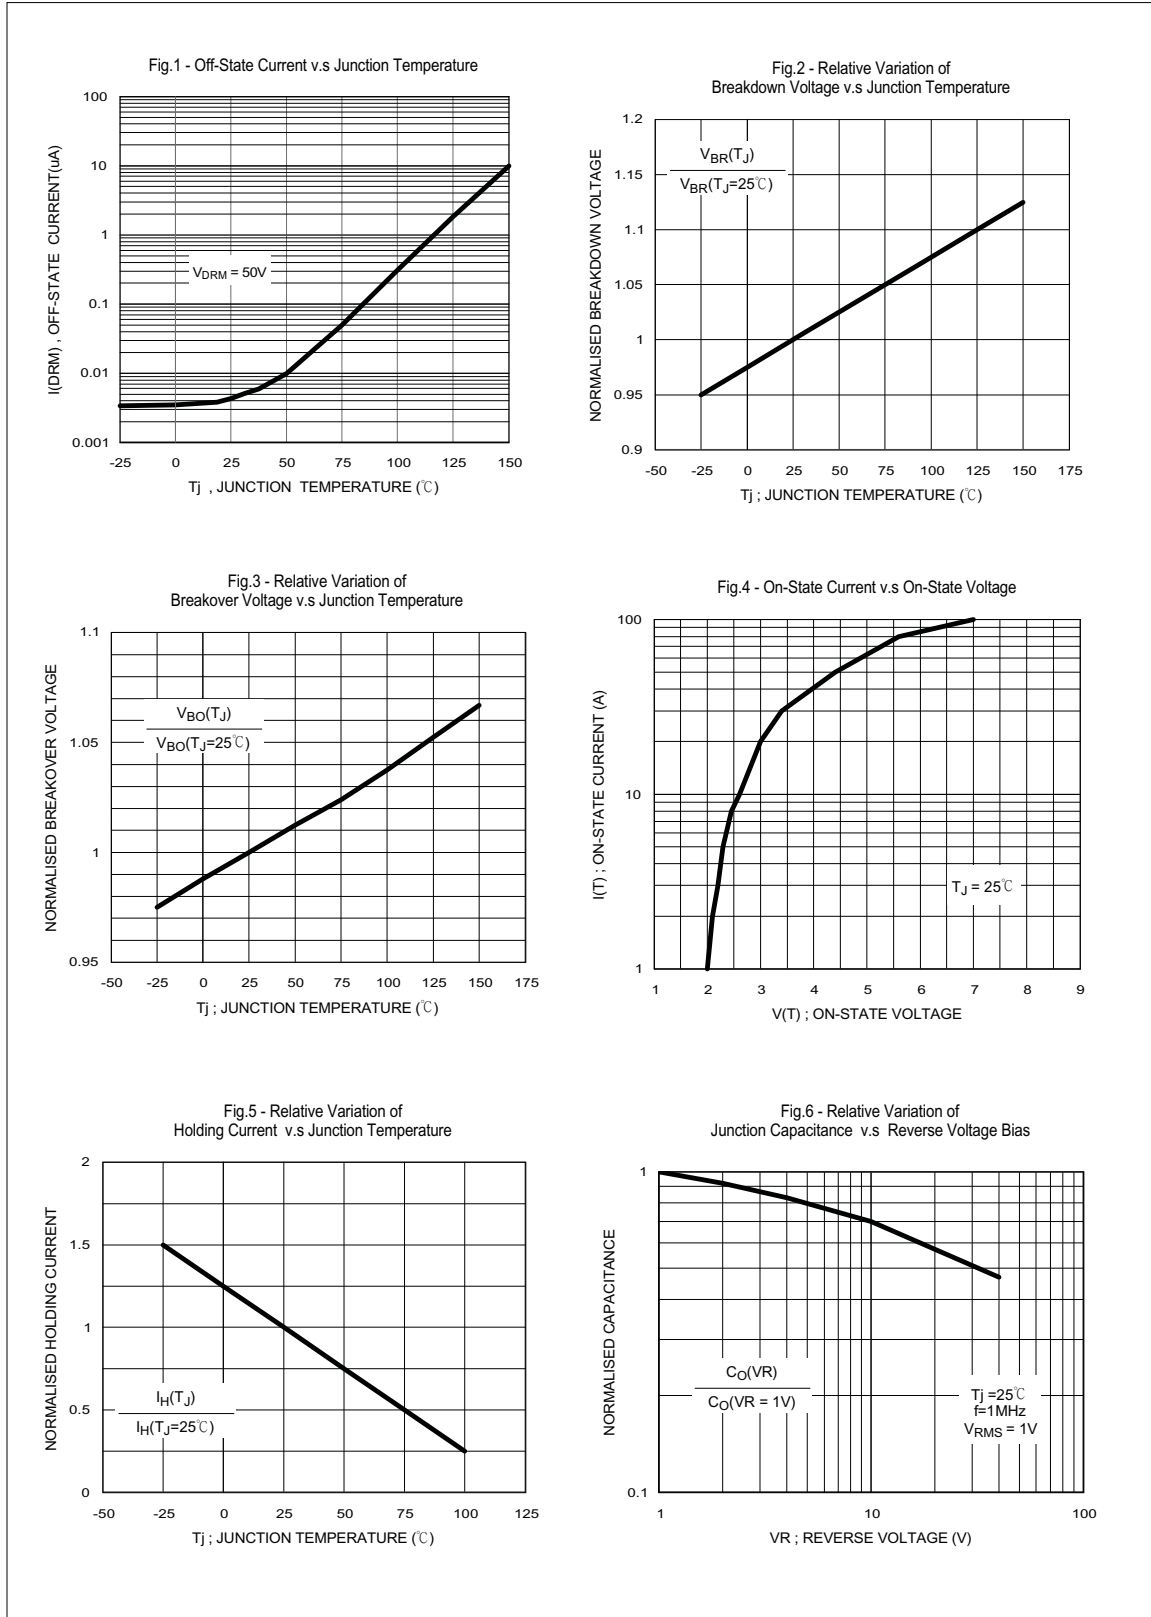 Fig.1 - Off-State Current v.s Junction Temperature
100
10
1
0.1
0.01
0.001
I(DRM) , OFF-STATE CURRENT(uA)
VDRM = 50V
-25 0 25 50 75 100 125 150
Tj , JUNCTION TEMPERATURE (℃)
Fig.2 - Relative Variation of
Breakdown Voltage v.s Junction Temperature
1.2
1.15
1.1
1.05
1
0.95
0.9
NORMALISED BREAKDOWN VOLTAGE
VBR(TJ)
VBR(TJ=25℃)
-50 -25 0 25 50 75 100 125 150 175
Tj ; JUNCTION TEMPERATURE (℃)
Fig.3 - Relative Variation of
Breakover Voltage v.s Junction Temperature
1.1
1.05
1
0.95
NORMALISED BREAKOVER VOLTAGE
VBO(TJ)
VBO(TJ=25℃)
-50 -25 0 25 50 75 100 125 150 175
Tj ; JUNCTION TEMPERATURE (℃)
Fig.4 - On-State Current v.s On-State Voltage
100
10
1
I(T) ; ON-STATE CURRENT (A)
TJ = 25℃
1 2 3 4 5 6 7 8 9
V(T) ; ON-STATE VOLTAGE
Fig.5 - Relative Variation of
Holding Current v.s Junction Temperature
2
1.5
1
0.5
0
NORMALISED HOLDING CURRENT
IH(TJ)
IH(TJ=25℃)
-50 -25 0 25 50 75 100 125
Tj ; JUNCTION TEMPERATURE (℃)
Fig.6 - Relative Variation of
Junction Capacitance v.s Reverse Voltage Bias
1
0.1
NORMALISED CAPACITANCE
CO(VR)
CO(VR = 1V)
Tj =25℃
f=1MHz
VRMS = 1V
1 10 100
VR ; REVERSE VOLTAGE (V)